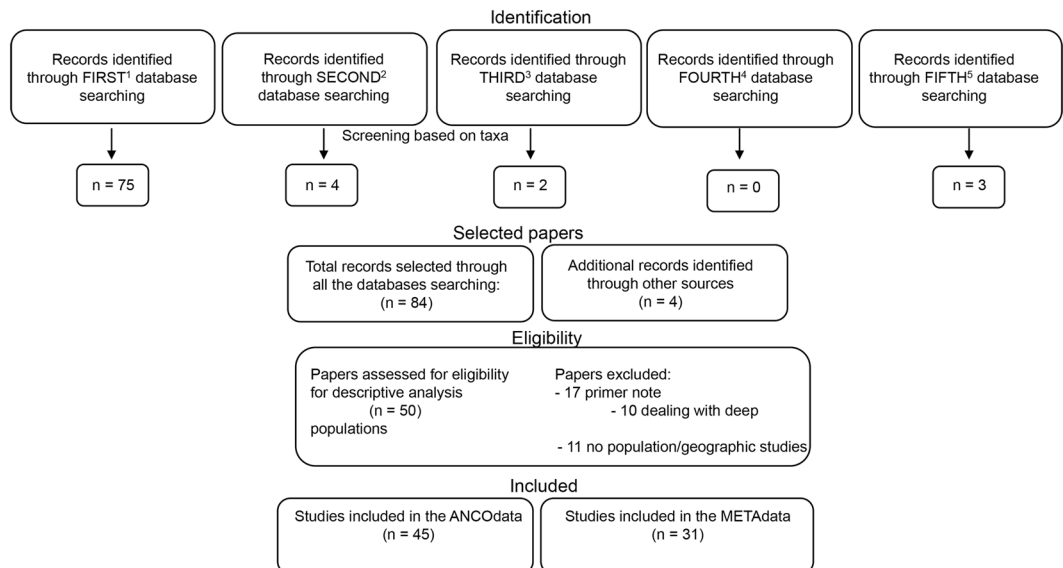 Identification
Records identified
through FIRST¹ database
searching
Records identified
through SECOND²
database searching
Records identified through
THIRD³ database
searching
Records identified through
FOURTH⁴ database
searching
Records identified
through FIFTH⁵ database
searching
Screening based on taxa
n = 75
n = 4
n = 2
n = 0
n = 3
Selected papers
Total records selected through
all the databases searching:
(n = 84)
Additional records identified
through other sources
(n = 4)
Eligibility
Papers assessed for eligibility
for descriptive analysis
(n = 50)
populations
Papers excluded:
- 17 primer note
- 10 dealing with deep
- 11 no population/geographic studies
Included
Studies included in the ANCOdata
(n = 45)
Studies included in the METAdata
(n = 31)